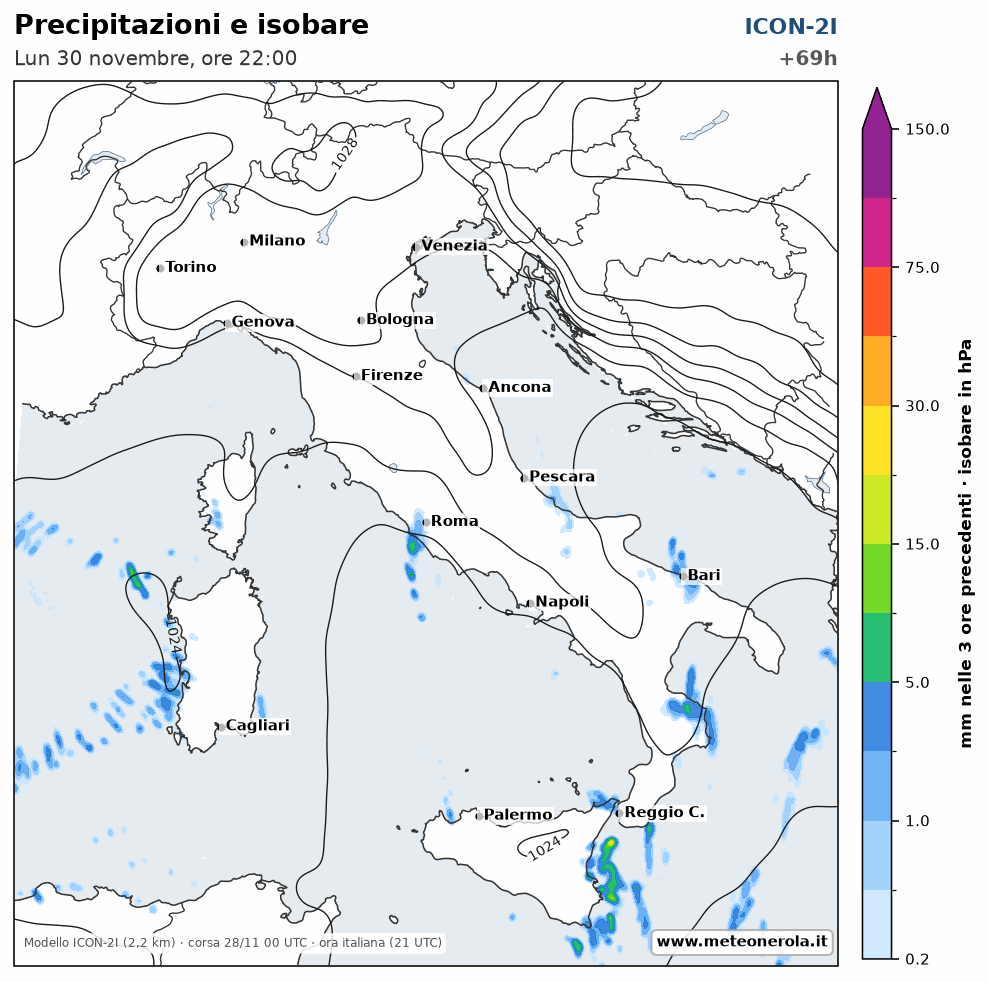 Precipitazioni e isobare
ICON-2I
Lun 30 novembre, ore 22:00
+69h
1028
Milano
Venezia
Torino
Genova
Bologna
Firenze
Ancona
Pescara
Roma
Bari
Napoli
1024
Cagliari
Palermo
Reggio C.
1024
150.0
75.0
30.0
15.0
5.0
1.0
0.2
mm nelle 3 ore precedenti · isobare in hPa
Modello ICON-2I (2,2 km) · corsa 28/11 00 UTC · ora italiana (21 UTC)
www.meteonerola.it